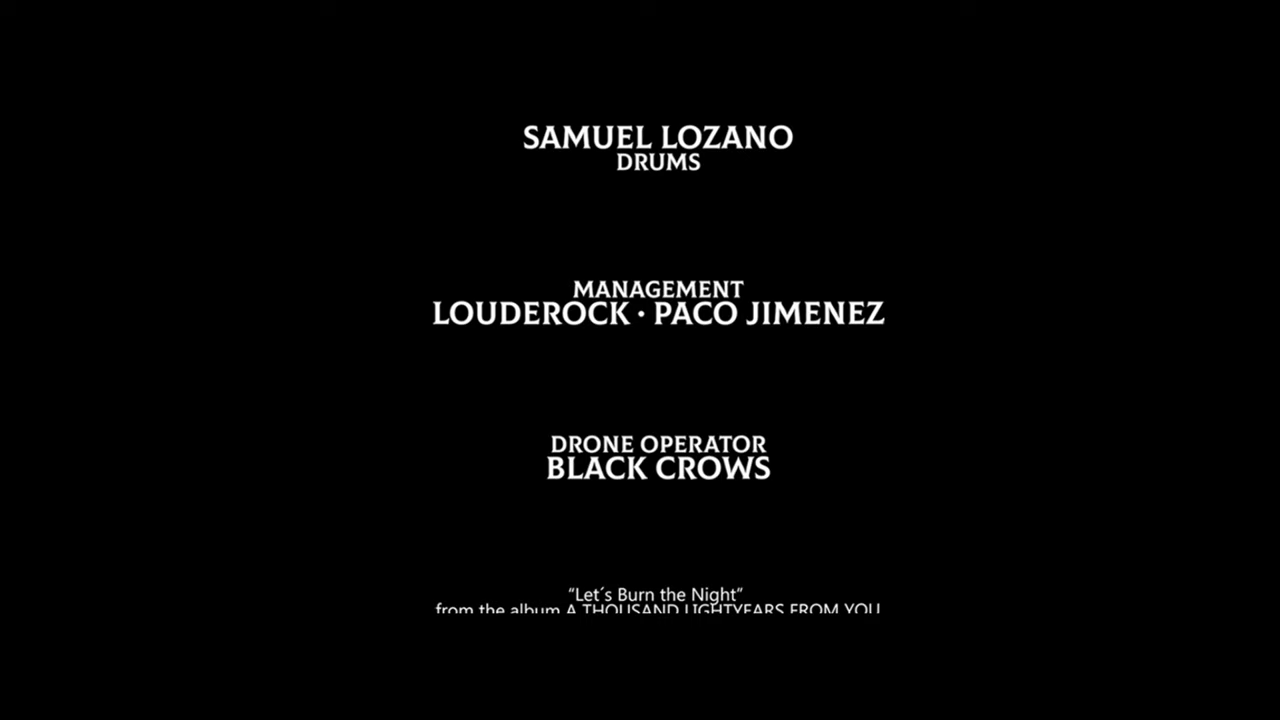 SAMUEL LOZANO
DRUMS
MANAGEMENT
LOUDEROCK • PACO JIMENEZ
DRONE OPERATOR
BLACK CROWS
“Let´s Burn the Night”
from the album A THOUSAND LIGHTYEARS FROM YOU